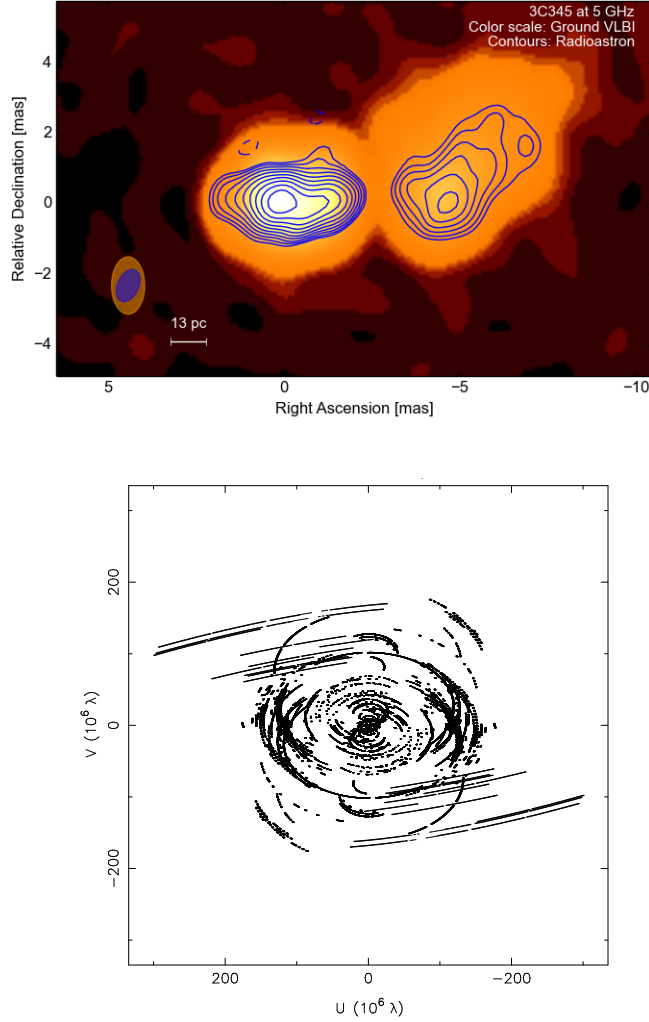 3C345 at 5 GHz
Color scale: Ground VLBI
Contours: Radioastron
Relative Declination [mas]
4
2
0
−2
−4
13 pc
5
0
−5
−10
Right Ascension [mas]
V (10⁶ λ)
200
0
−200
200
0
−200
U (10⁶ λ)